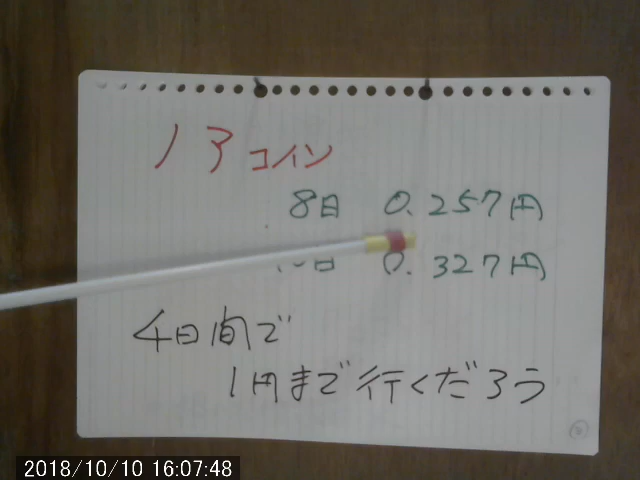 ノアコイン
8日 0.257円
日 0.327円
4日間で
1円まで行くだろう
2018/10/10 16:07:48